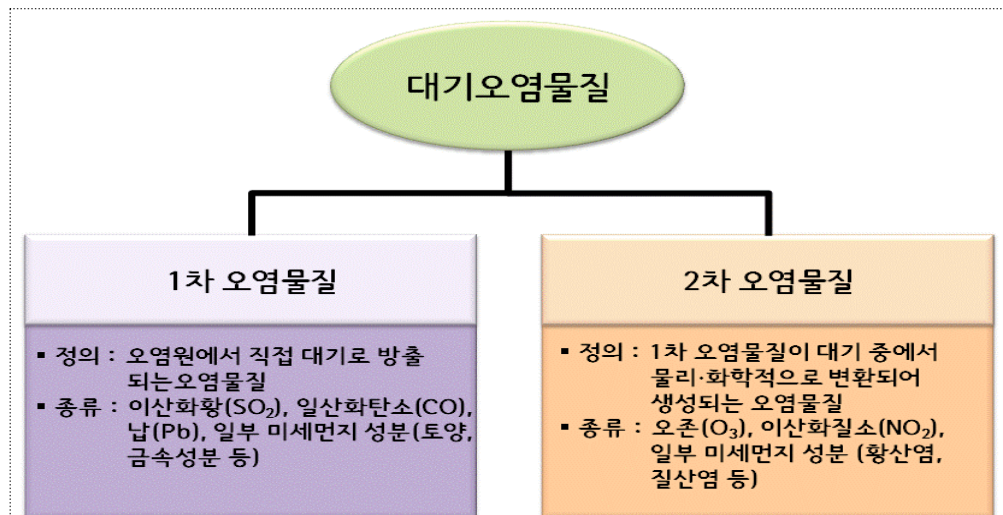 대기오염물질
1차 오염물질
▪ 정의 : 오염원에서 직접 대기로 방출
되는오염물질
▪ 종류 : 이산화황(SO₂), 일산화탄소(CO),
납(Pb), 일부 미세먼지 성분(토양,
금속성분 등)
2차 오염물질
▪ 정의 : 1차 오염물질이 대기 중에서
물리·화학적으로 변환되어
생성되는 오염물질
▪ 종류 : 오존(O₃), 이산화질소(NO₂),
일부 미세먼지 성분 (황산염,
질산염 등)